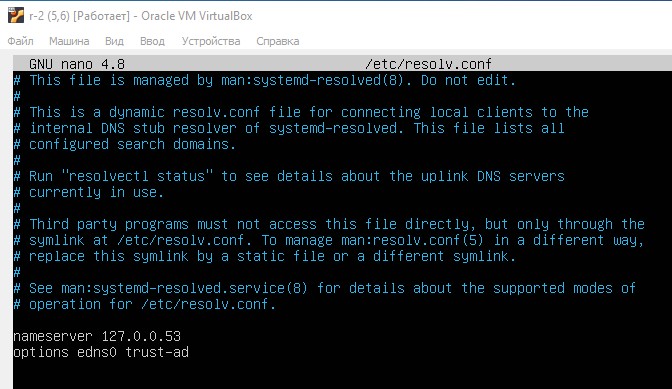 r-2 (5,6) [Работает] - Oracle VM VirtualBox
Файл Машина Вид Ввод Устройства Справка
GNU nano 4.8 /etc/resolv.conf
# This file is managed by man:systemd-resolved(8). Do not edit.
#
# This is a dynamic resolv.conf file for connecting local clients to the
# internal DNS stub resolver of systemd-resolved. This file lists all
# configured search domains.
#
# Run "resolvectl status" to see details about the uplink DNS servers
# currently in use.
#
# Third party programs must not access this file directly, but only through the
# symlink at /etc/resolv.conf. To manage man:resolv.conf(5) in a different way,
# replace this symlink by a static file or a different symlink.
#
# See man:systemd-resolved.service(8) for details about the supported modes of
# operation for /etc/resolv.conf.
nameserver 127.0.0.53
options edns0 trust-ad